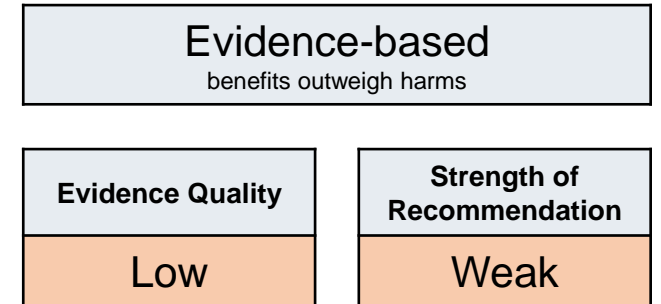 Evidence-based
benefits outweigh harms
Evidence Quality
Low
Strength of
Recommendation
Weak